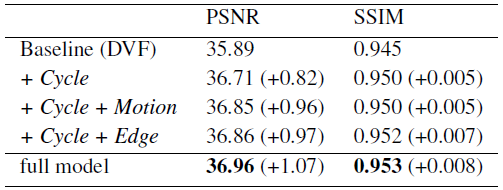 PSNR SSIM
Baseline (DVF) 35.89 0.945
+ Cycle 36.71 (+0.82) 0.950 (+0.005)
+ Cycle + Motion 36.85 (+0.96) 0.950 (+0.005)
+ Cycle + Edge 36.86 (+0.97) 0.952 (+0.007)
full model 36.96 (+1.07) 0.953 (+0.008)